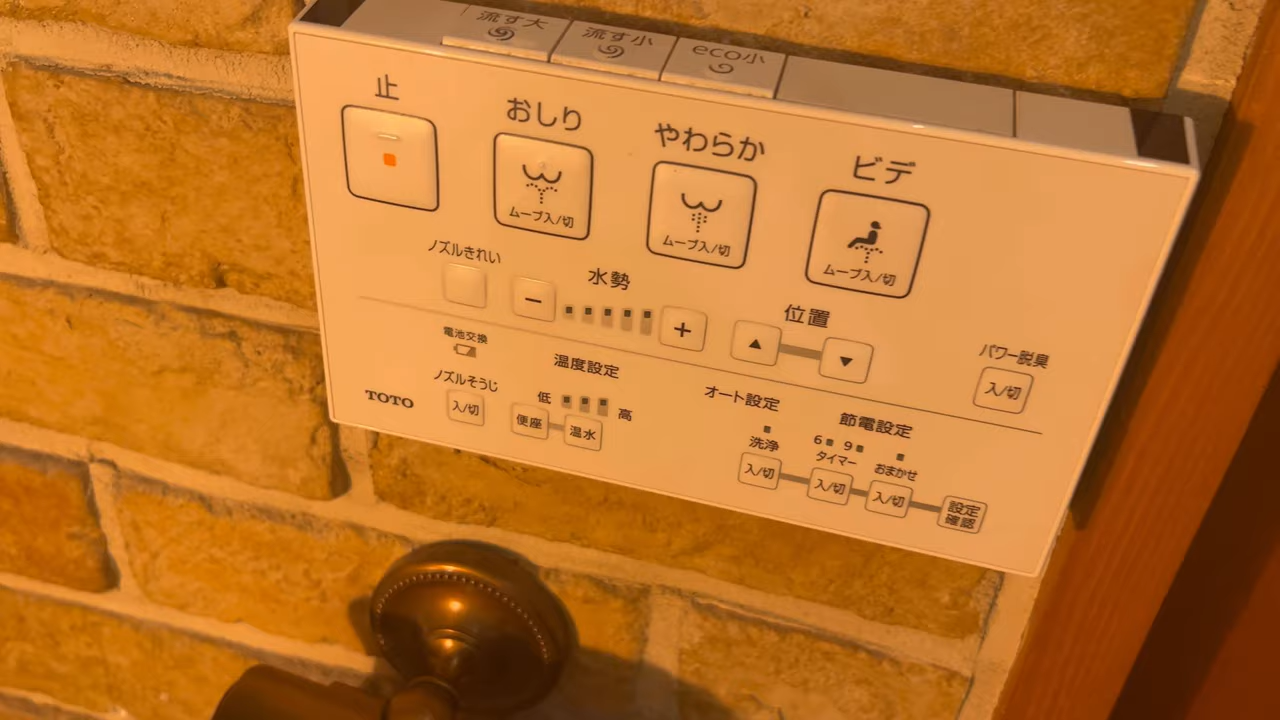 流す大
流す小
eco小
止
おしり
やわらか
ビデ
ムーブ入/切
ムーブ入/切
ムーブ入/切
ノズルきれい
水勢
− +
位置
▲ ▼
電池交換
温度設定
パワー脱臭
入/切
TOTO
ノズルそうじ
入/切
低 高
便座 温水
オート設定
節電設定
洗浄
6 9
タイマー
おまかせ
入/切
入/切
入/切
設定
確認